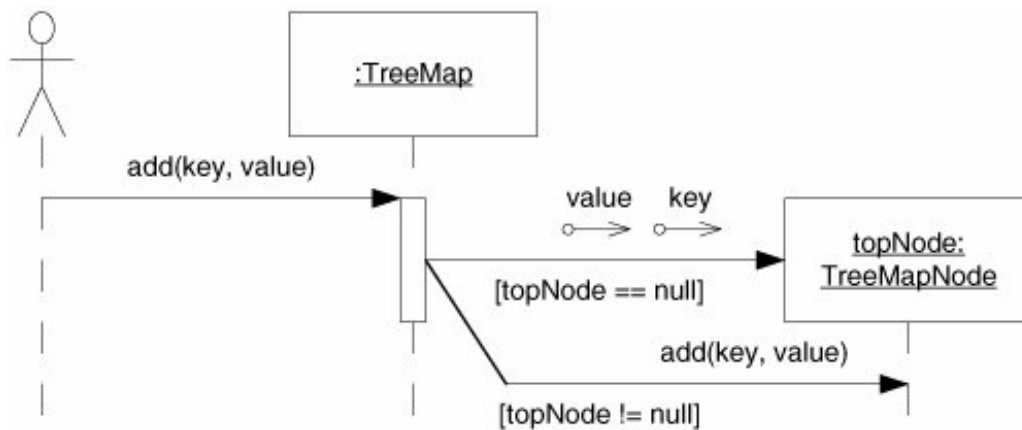 :TreeMap
add(key, value)
value key
topNode:
TreeMapNode
[topNode == null]
add(key, value)
[topNode != null]